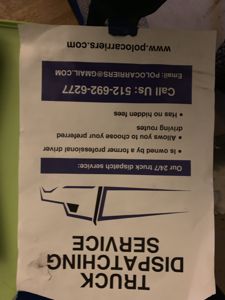 TRUCK
DISPATCHING
SERVICE
Our 24/7 truck dispatch service:
• is owned by a former professional driver
• Allows you to choose your preferred
driving routes
• Has no hidden fees
Call Us: 512-692-6277
Email: POLOCARRIERS@GMAIL.COM
www.polocarriers.com